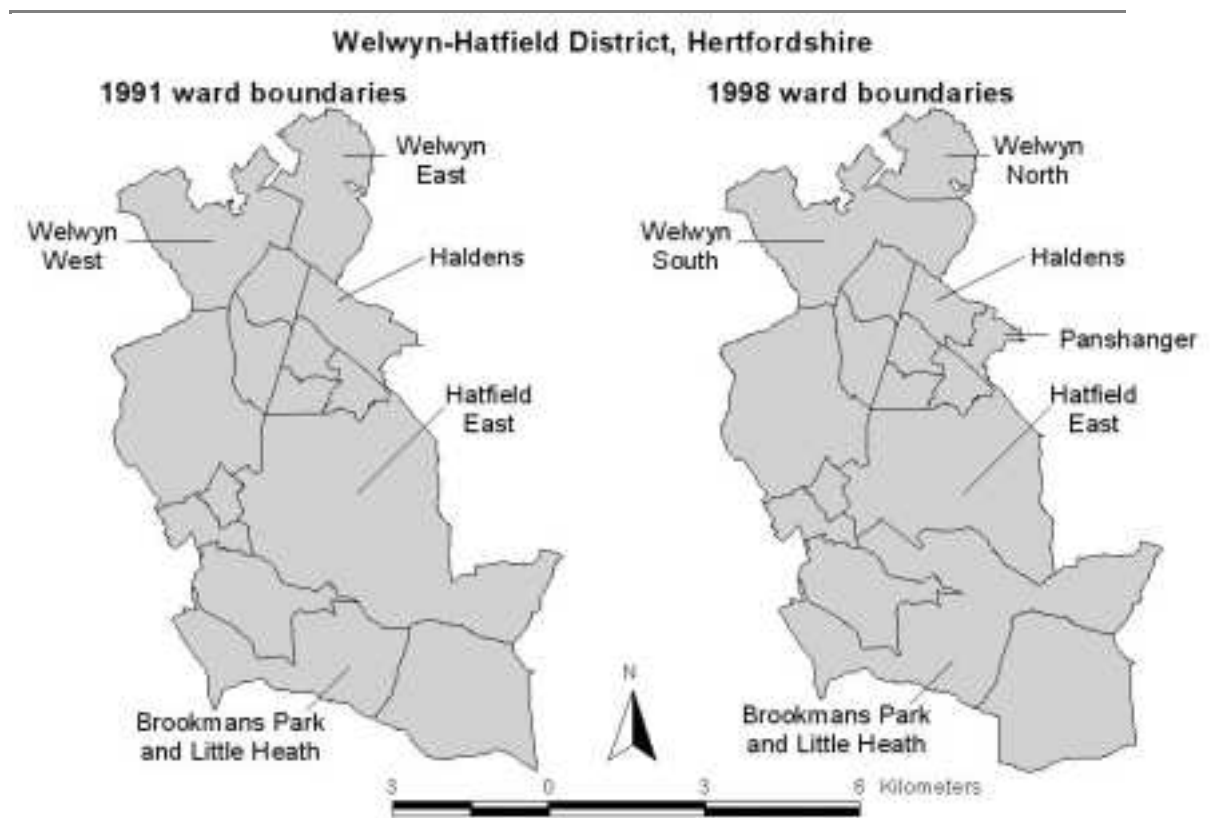 Welwyn-Hatfield District, Hertfordshire
1991 ward boundaries
Welwyn
East
Welwyn
West
Haldens
Hatfield
East
Brookmans Park
and Little Heath
1998 ward boundaries
Welwyn
North
Welwyn
South
Haldens
Panshanger
Hatfield
East
Brookmans Park
and Little Heath
N
3 0 3 6 Kilometers